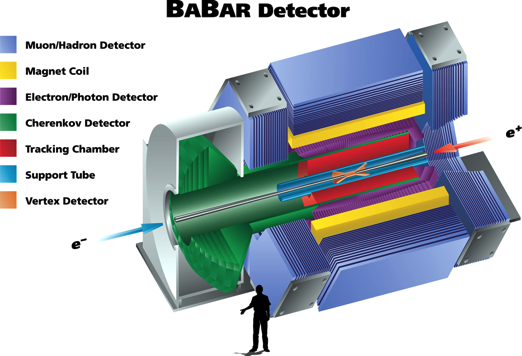 BABAR Detector
Muon/Hadron Detector
Magnet Coil
Electron/Photon Detector
Cherenkov Detector
Tracking Chamber
Support Tube
Vertex Detector
e+
e−